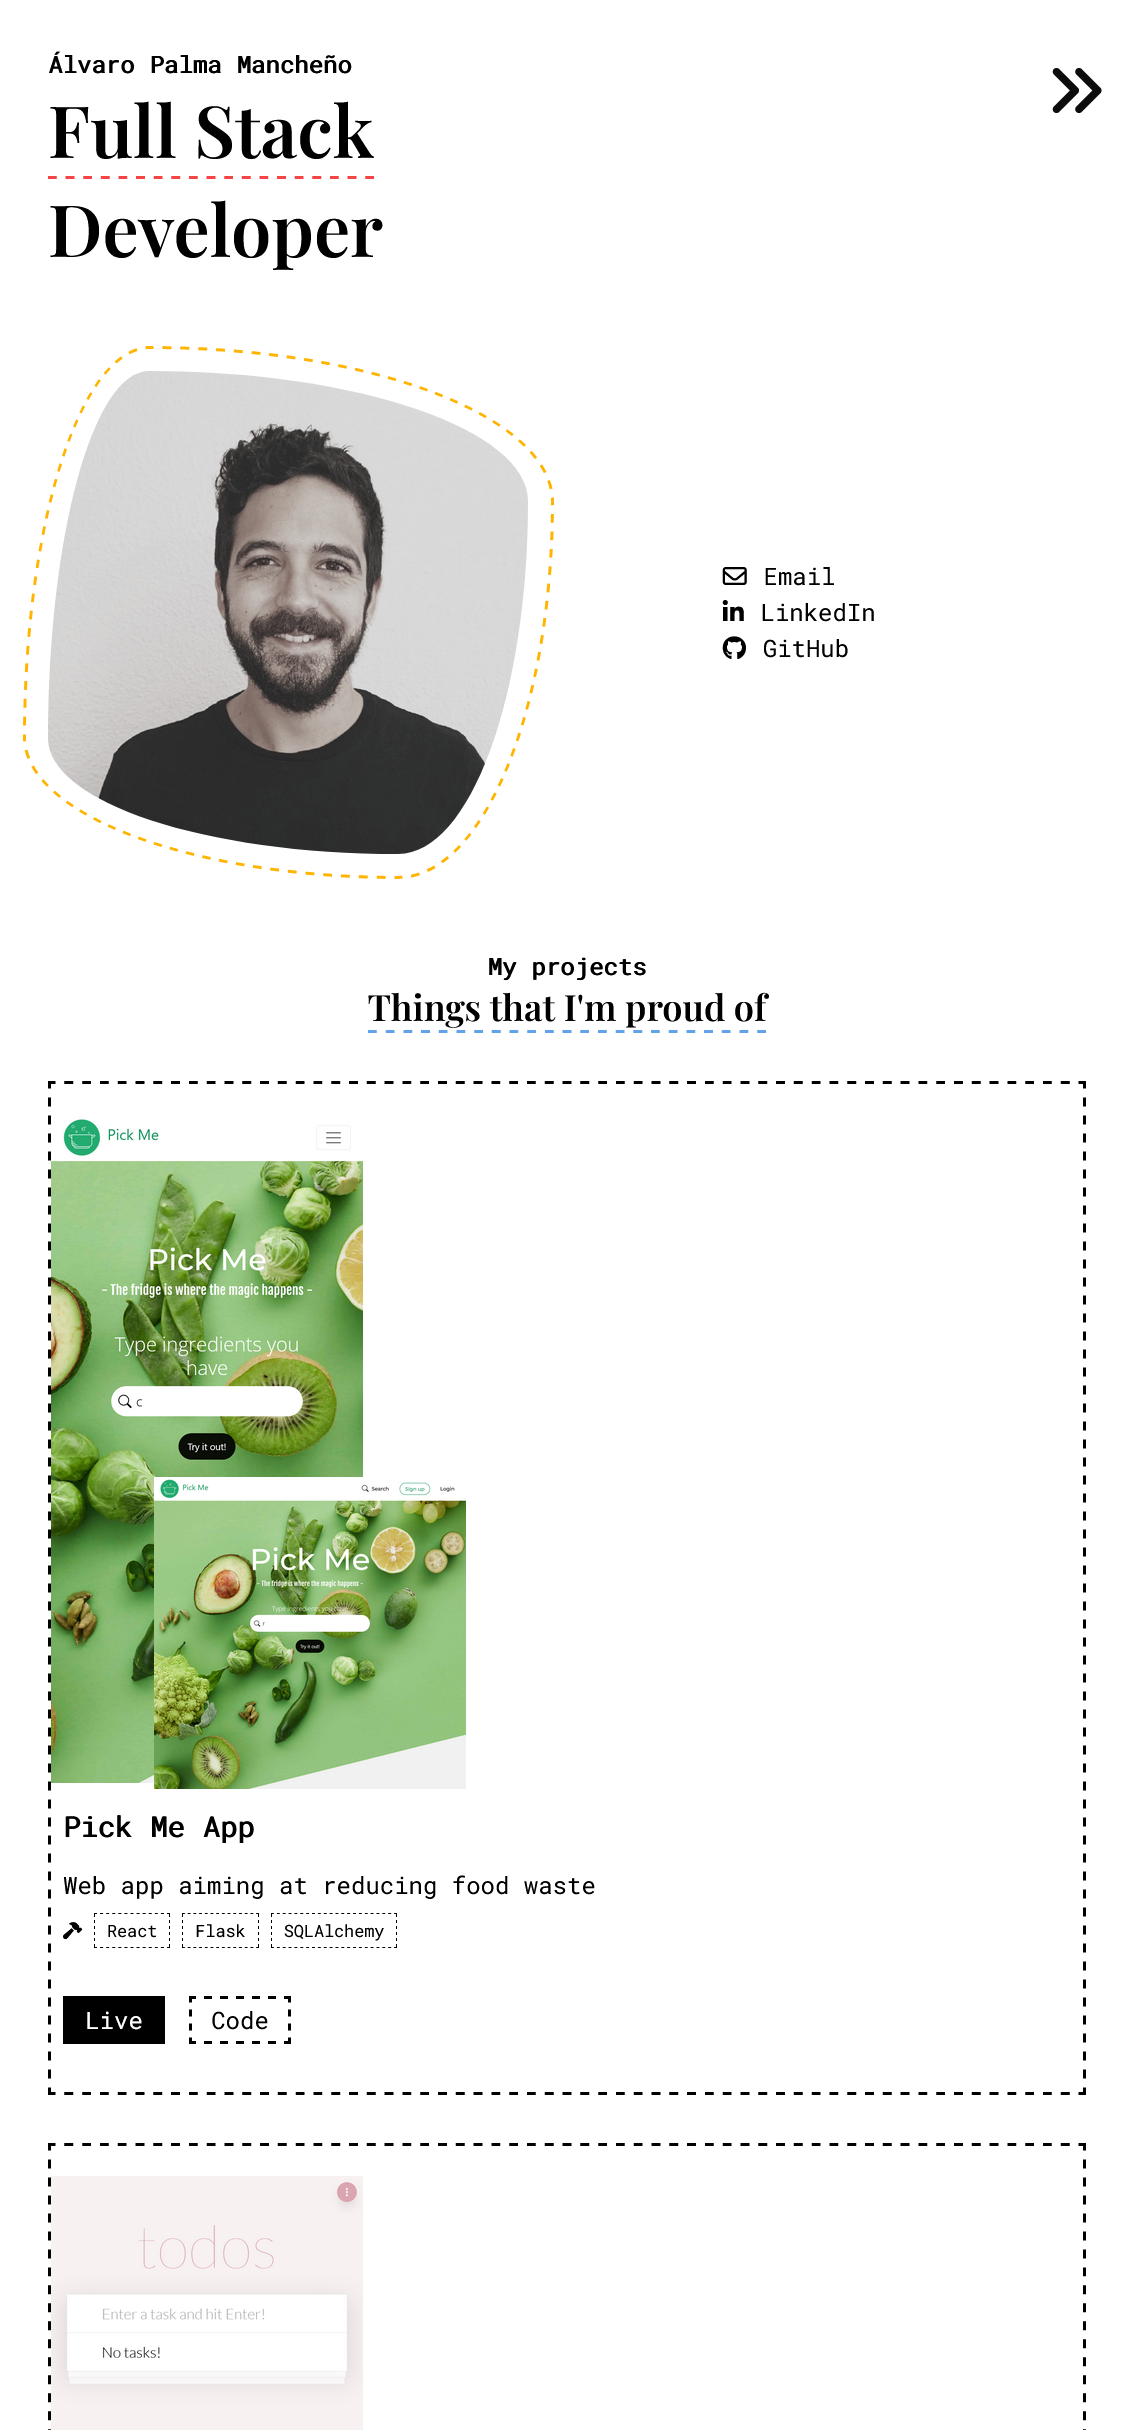 Álvaro Palma Mancheño
Full Stack
Developer
Email
LinkedIn
GitHub
My projects
Things that I'm proud of
Pick Me
Pick Me
- The fridge is where the magic happens -
Type ingredients you
have
C
Try it out!
Pick Me
Search
Sign up
Login
Pick Me
- The fridge is where the magic happens -
Type ingredients you have
r
Try it out!
Pick Me App
Web app aiming at reducing food waste
React
Flask
SQLAlchemy
Live
Code
todos
Enter a task and hit Enter!
No tasks!